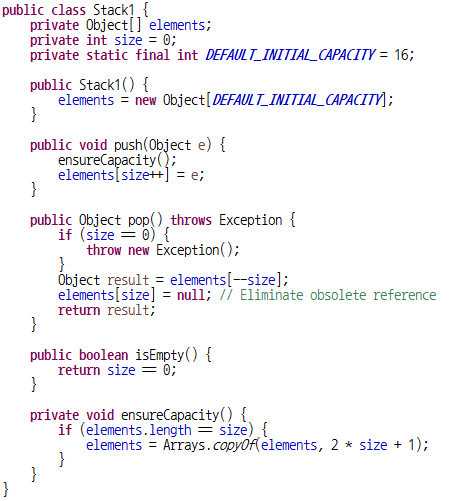 public class Stack1 {
    private Object[] elements;
    private int size = 0;
    private static final int DEFAULT_INITIAL_CAPACITY = 16;

    public Stack1() {
        elements = new Object[DEFAULT_INITIAL_CAPACITY];
    }

    public void push(Object e) {
        ensureCapacity();
        elements[size++] = e;
    }

    public Object pop() throws Exception {
        if (size == 0) {
            throw new Exception();
        }
        Object result = elements[--size];
        elements[size] = null; // Eliminate obsolete reference
        return result;
    }

    public boolean isEmpty() {
        return size == 0;
    }

    private void ensureCapacity() {
        if (elements.length == size) {
            elements = Arrays.copyOf(elements, 2 * size + 1);
        }
    }
}